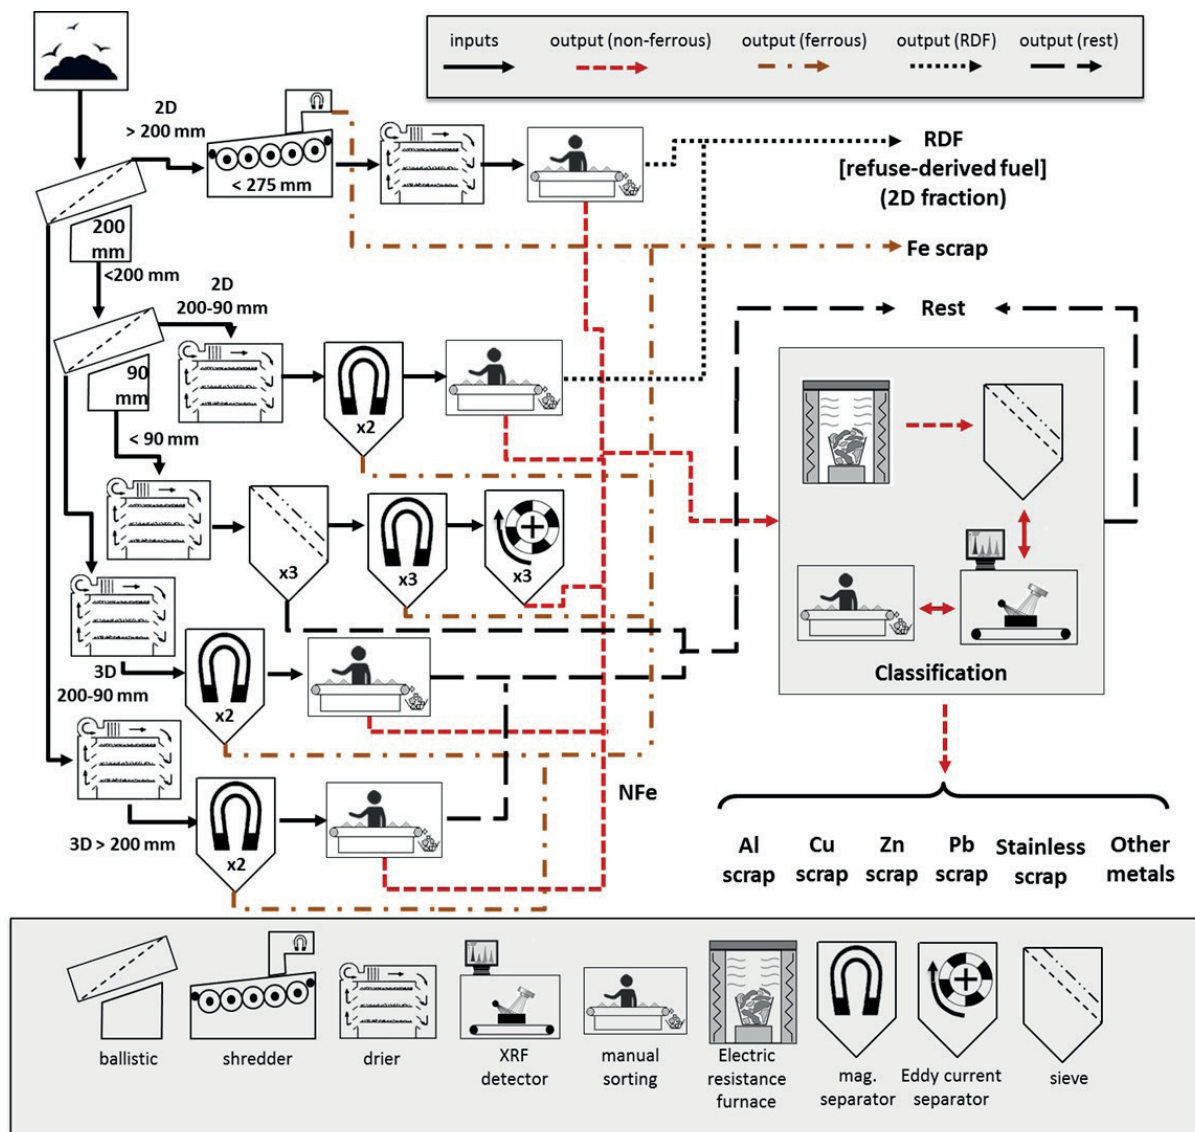 inputs
output (non-ferrous)
output (ferrous)
output (RDF)
output (rest)
2D
> 200 mm
< 275 mm
RDF
[refuse-derived fuel]
(2D fraction)
200
mm
Fe scrap
<200 mm
2D
200-90 mm
Rest
90
mm
x2
< 90 mm
x3
x3
x3
3D
200-90 mm
x2
Classification
3D > 200 mm
x2
NFe
Al
scrap
Cu
scrap
Zn
scrap
Pb
scrap
Stainless
scrap
Other
metals
ballistic
shredder
drier
XRF
detector
manual
sorting
Electric
resistance
furnace
mag.
separator
Eddy current
separator
sieve